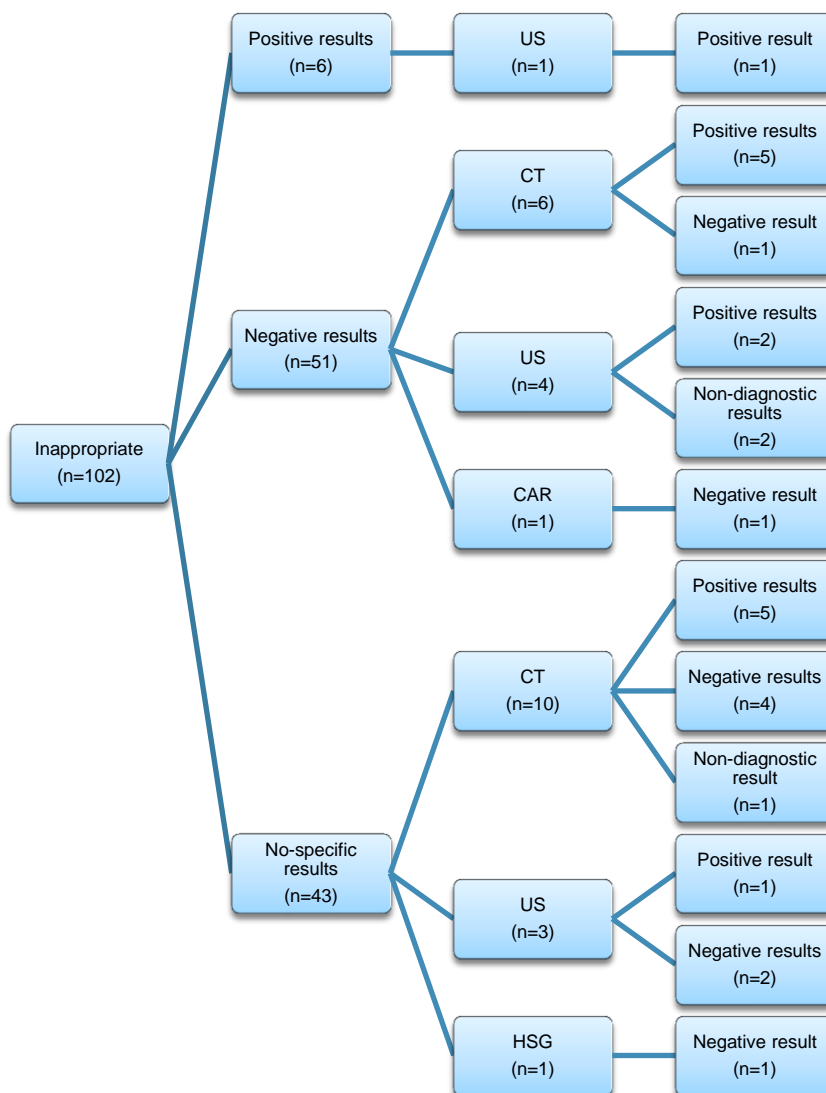 Positive results
(n=6)
US
(n=1)
Positive result
(n=1)
Positive results
(n=5)
CT
(n=6)
Negative result
(n=1)
Positive results
(n=2)
Negative results
(n=51)
US
(n=4)
Non-diagnostic
results
(n=2)
Inappropriate
(n=102)
CAR
(n=1)
Negative result
(n=1)
Positive results
(n=5)
CT
(n=10)
Negative results
(n=4)
Non-diagnostic
result
(n=1)
No-specific
results
(n=43)
Positive result
(n=1)
US
(n=3)
Negative results
(n=2)
HSG
(n=1)
Negative result
(n=1)